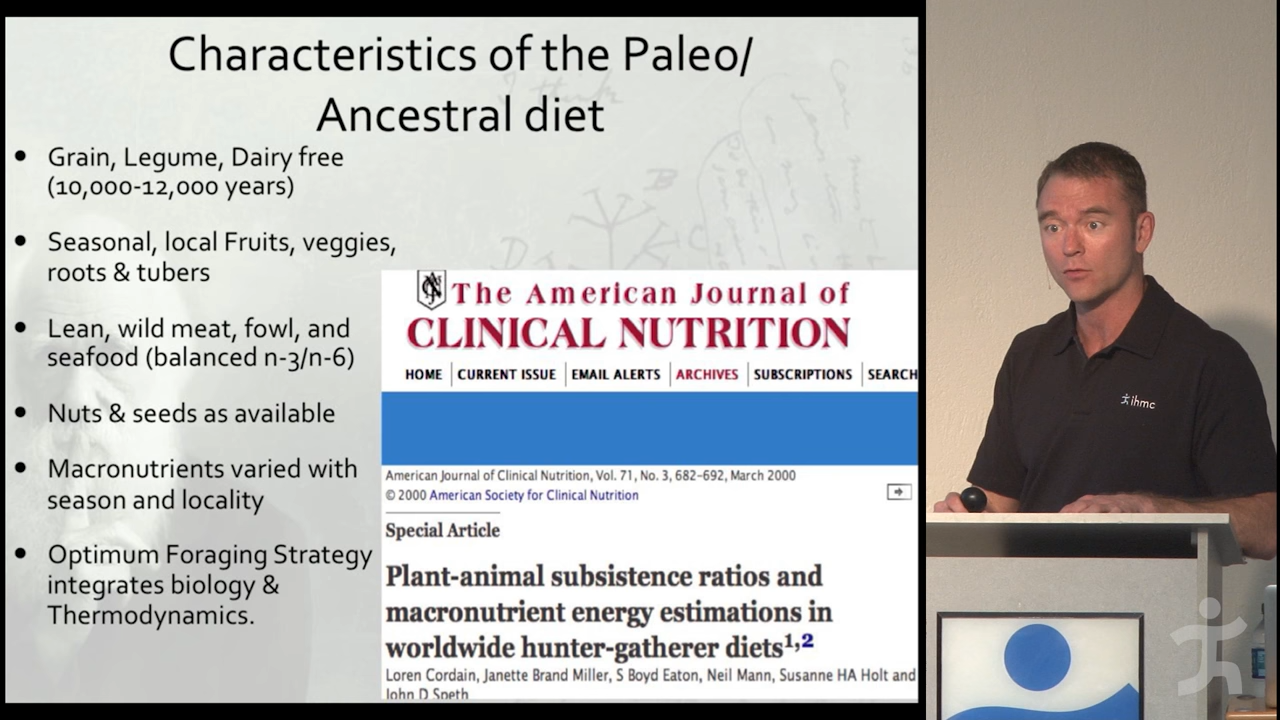 Characteristics of the Paleo/
Ancestral diet
• Grain, Legume, Dairy free
(10,000-12,000 years)
• Seasonal, local Fruits, veggies,
roots & tubers
• Lean, wild meat, fowl, and
seafood (balanced n-3/n-6)
• Nuts & seeds as available
• Macronutrients varied with
season and locality
• Optimum Foraging Strategy
integrates biology &
Thermodynamics.
I think
The American Journal of
CLINICAL NUTRITION
HOME CURRENT ISSUE EMAIL ALERTS ARCHIVES SUBSCRIPTIONS SEARCH
American Journal of Clinical Nutrition, Vol. 71, No. 3, 682-692, March 2000
© 2000 American Society for Clinical Nutrition
Special Article
Plant-animal subsistence ratios and
macronutrient energy estimations in
worldwide hunter-gatherer diets1,2
Loren Cordain, Janette Brand Miller, S Boyd Eaton, Neil Mann, Susanne HA Holt and
John D Speth
ihmc